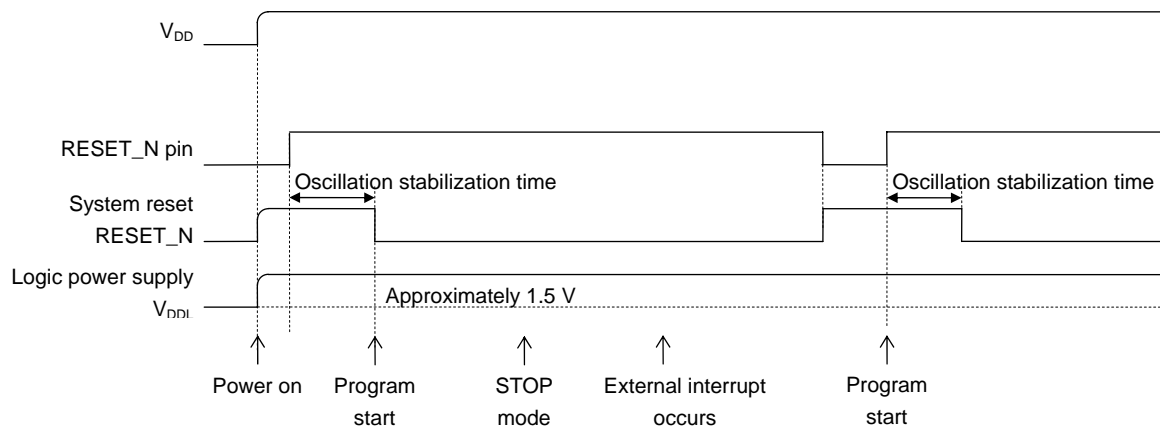 VDD
RESET_N pin
Oscillation stabilization time
Oscillation stabilization time
System reset
RESET_N
Logic power supply
Approximately 1.5 V
VDDL
Power on
Program
start
STOP
mode
External interrupt
occurs
Program
start